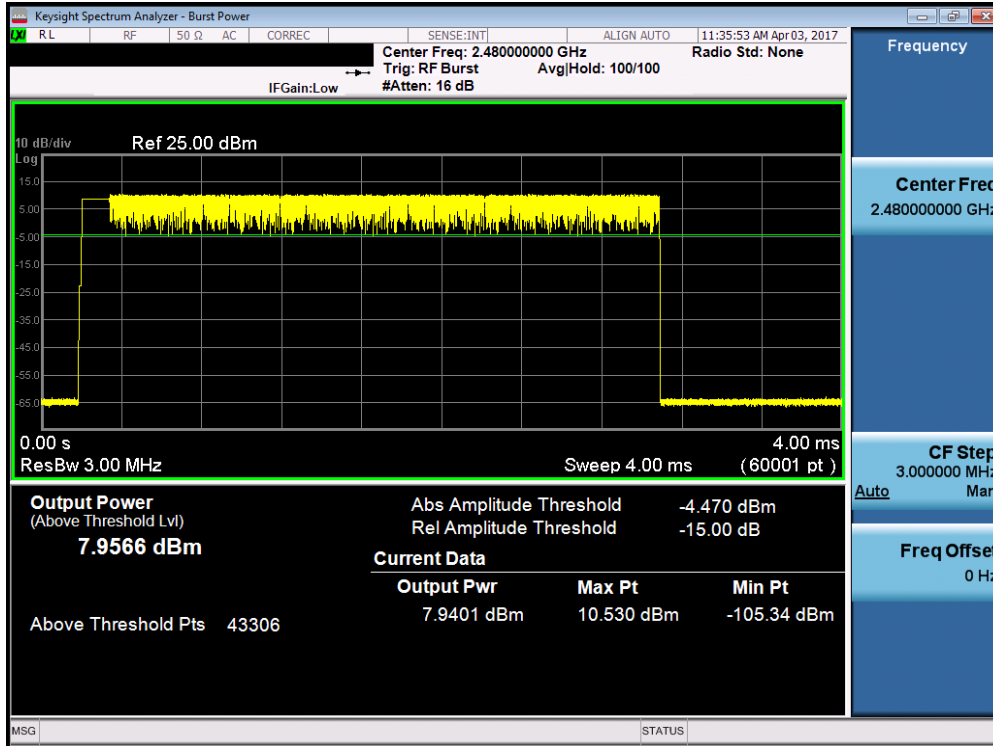 Keysight Spectrum Analyzer - Burst Power
LXI RL RF 50 Ω AC CORREC SENSE:INT ALIGN AUTO 11:35:53 AM Apr 03, 2017
Center Freq: 2.480000000 GHz Radio Std: None
Trig: RF Burst Avg|Hold: 100/100
IFGain:Low #Atten: 16 dB
Frequency
10 dB/div Ref 25.00 dBm
Log
15.0
5.00
-5.00
-15.0
-25.0
-35.0
-45.0
-55.0
-65.0
0.00 s 4.00 ms
ResBw 3.00 MHz Sweep 4.00 ms (60001 pt)
Center Freq
2.480000000 GHz
CF Step
3.000000 MHz
Auto Man
Freq Offset
0 Hz
Output Power
(Above Threshold Lvl)
7.9566 dBm
Above Threshold Pts 43306
Abs Amplitude Threshold -4.470 dBm
Rel Amplitude Threshold -15.00 dB
Current Data
Output Pwr Max Pt Min Pt
7.9401 dBm 10.530 dBm -105.34 dBm
MSG STATUS